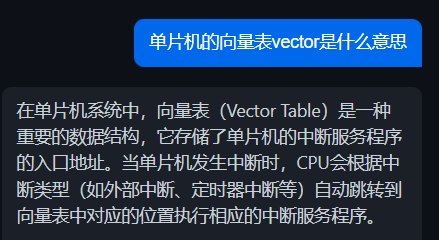 单片机的向量表vector是什么意思
在单片机系统中，向量表（Vector Table）是一种
重要的数据结构，它存储了单片机的中断服务程序
的入口地址。当单片机发生中断时，CPU会根据中
断类型（如外部中断、定时器中断等）自动跳转到
向量表中对应的位置执行相应的中断服务程序。